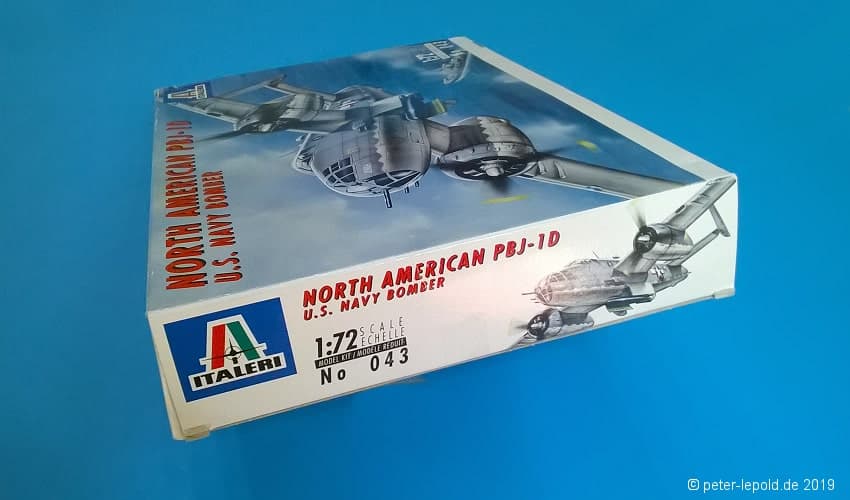 NORTH AMERICAN PBJ-1D
U.S. NAVY BOMBER
ITALERI
NORTH AMERICAN PBJ-1D
U.S. NAVY BOMBER
1:72 SCALE
ECHELLE
MODEL KIT / MODÈLE REDUIT
No 043
© peter-lepold.de 2019